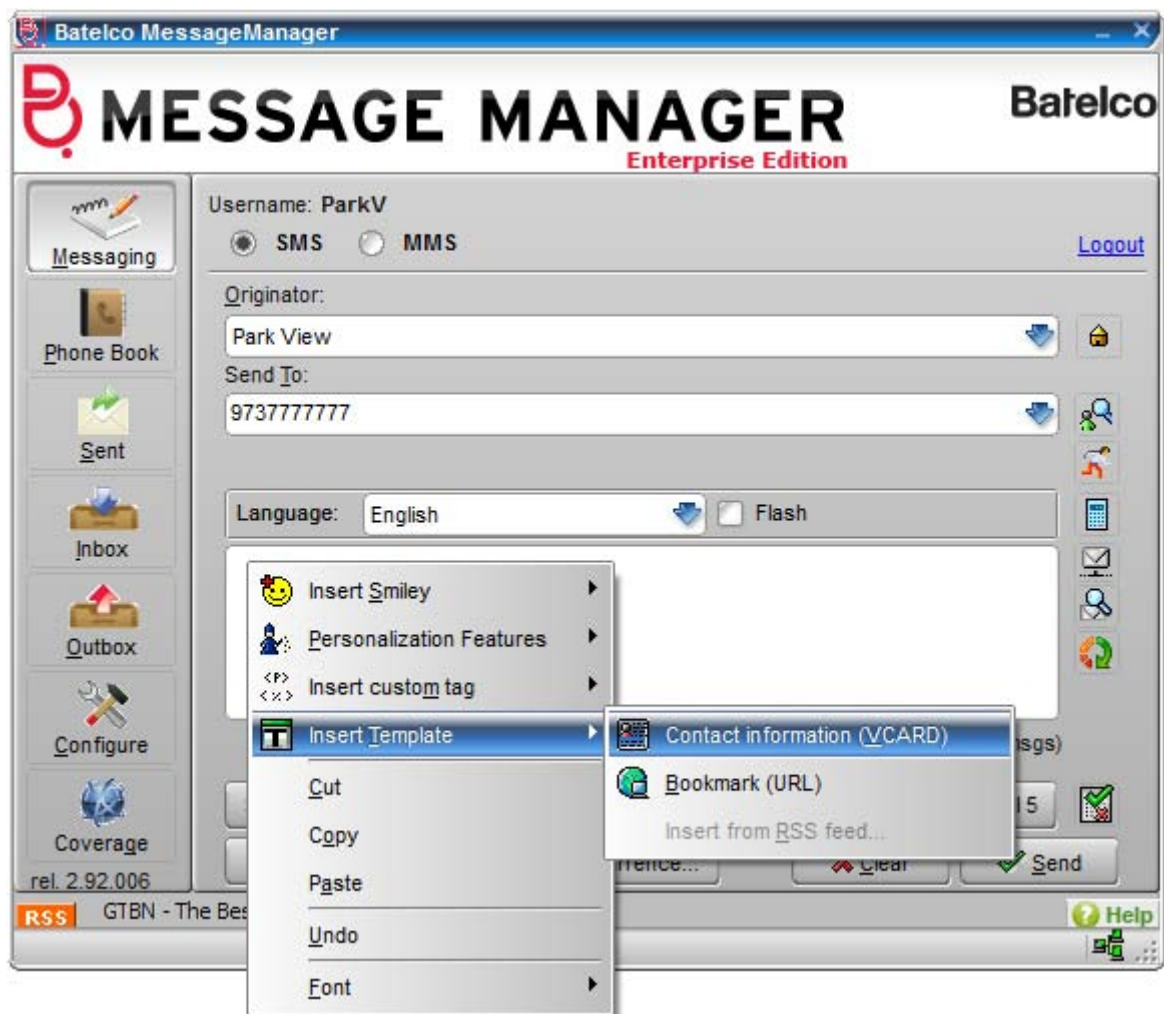 Batelco MessageManager
MESSAGE MANAGER
Enterprise Edition
Batelco
Messaging
Phone Book
Sent
Inbox
Outbox
Configure
Coverage
rel. 2.92.006
Username: ParkV
SMS MMS
Logout
Originator:
Park View
Send To:
9737777777
Language: English Flash
Insert Smiley
Personalization Features
Insert custom tag
Insert Template
Cut
Copy
Paste
Undo
Font
Contact information (VCARD)
Bookmark (URL)
Insert from RSS feed...
5
Clear
Send
RSS GTBN - The
Help